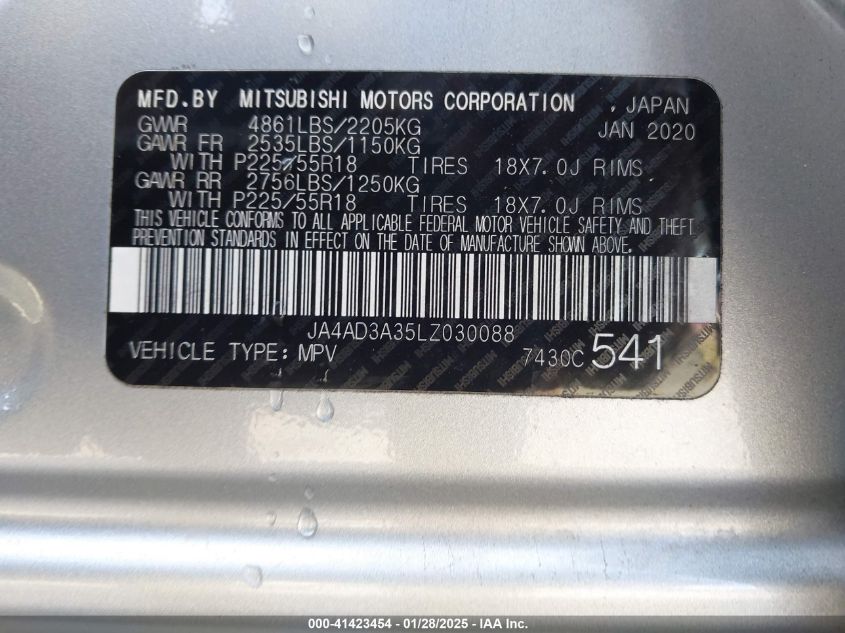 MFD.BY MITSUBISHI MOTORS CORPORATION JAPAN
GVWR 4861LBS/2205KG JAN 2020
GAWR FR 2535LBS/1150KG
WITH P225/55R18 TIRES 18X7.0J RIMS
GAWR RR 2756LBS/1250KG
WITH P225/55R18 TIRES 18X7.0J RIMS
THIS VEHICLE CONFORMS TO ALL APPLICABLE FEDERAL MOTOR VEHICLE SAFETY AND THEFT
PREVENTION STANDARDS IN EFFECT ON THE DATE OF MANUFACTURE SHOWN ABOVE.
JA4AD3A35LZ030088
VEHICLE TYPE: MPV 7430C 541
000-41423454 - 01/28/2025 - IAA Inc.